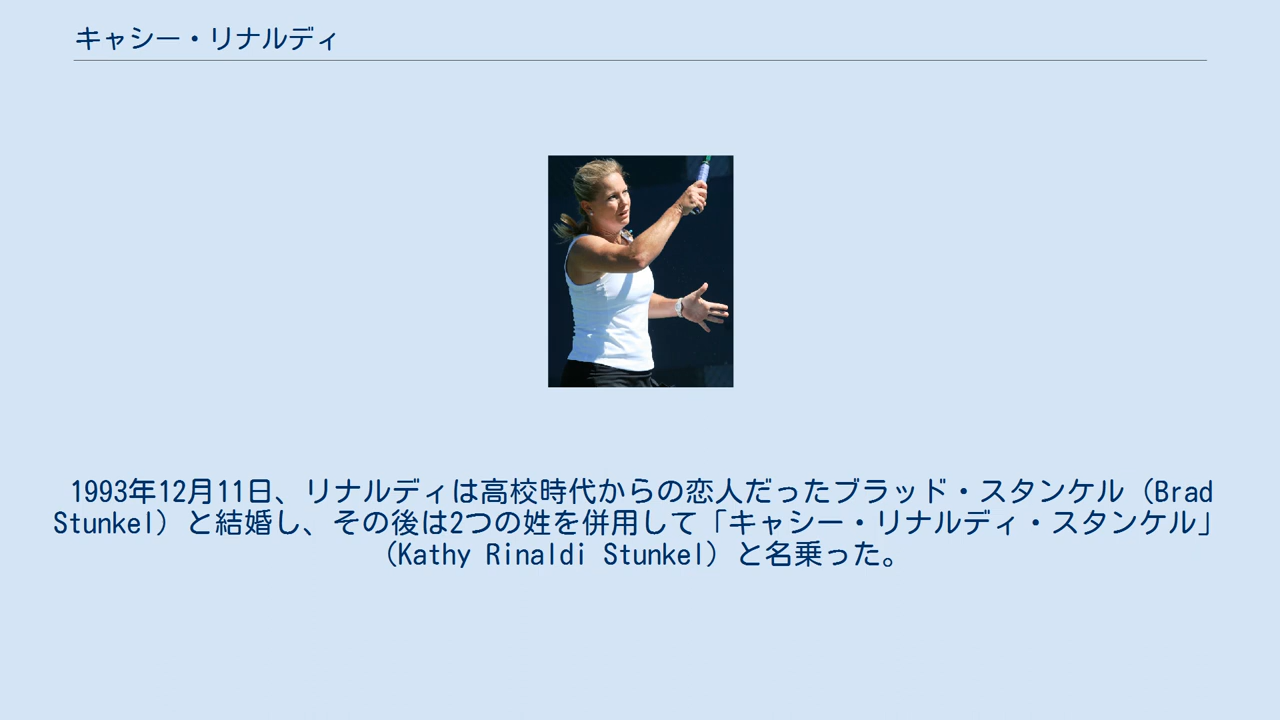 キャシー・リナルディ
1993年12月11日、リナルディは高校時代からの恋人だったブラッド・スタンケル（Brad
Stunkel）と結婚し、その後は2つの姓を併用して「キャシー・リナルディ・スタンケル」
（Kathy Rinaldi Stunkel）と名乗った。